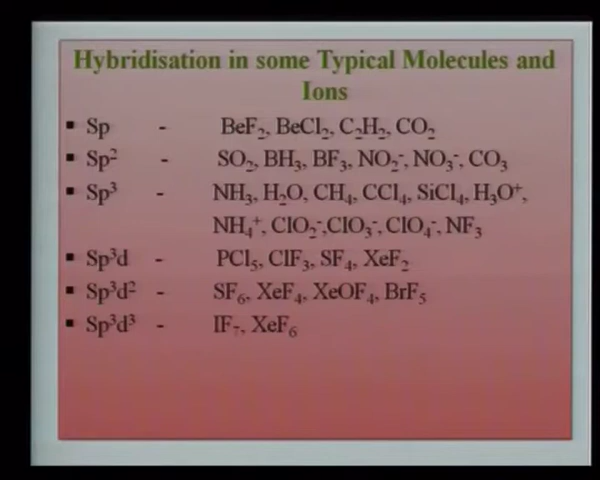 Hybridisation in some Typical Molecules and
Ions
▪ Sp - BeF₂, BeCl₂, C₂H₂, CO₂
▪ Sp² - SO₂, BH₃, BF₃, NO₂⁻, NO₃⁻, CO₃
▪ Sp³ - NH₃, H₂O, CH₄, CCl₄, SiCl₄, H₃O⁺,
NH₄⁺, ClO₂⁻,ClO₃⁻, ClO₄⁻, NF₃
▪ Sp³d - PCl₅, ClF₃, SF₄, XeF₂
▪ Sp³d² - SF₆, XeF₄, XeOF₄, BrF₅
▪ Sp³d³ - IF₇, XeF₆